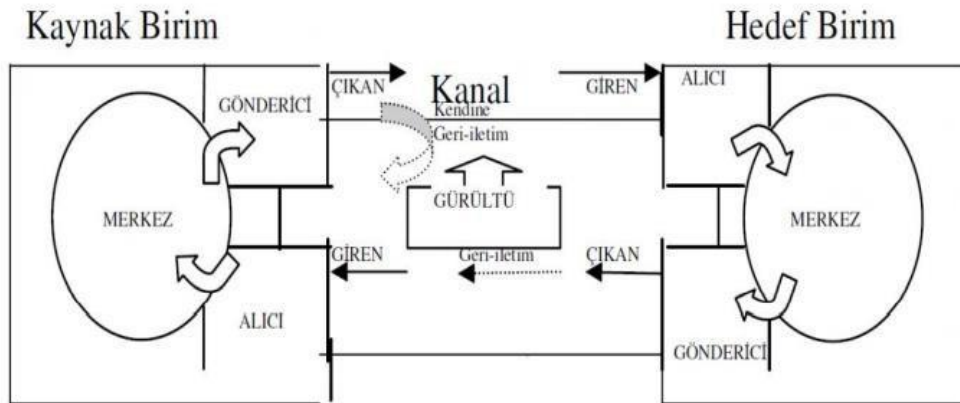 Kaynak Birim
Hedef Birim
GÖNDERİCİ
ÇIKAN
Kanal
GİREN
ALICI
Kendine
Geri-iletim
MERKEZ
GÜRÜLTÜ
MERKEZ
GİREN
Geri-iletim
ÇIKAN
ALICI
GÖNDERİCİ